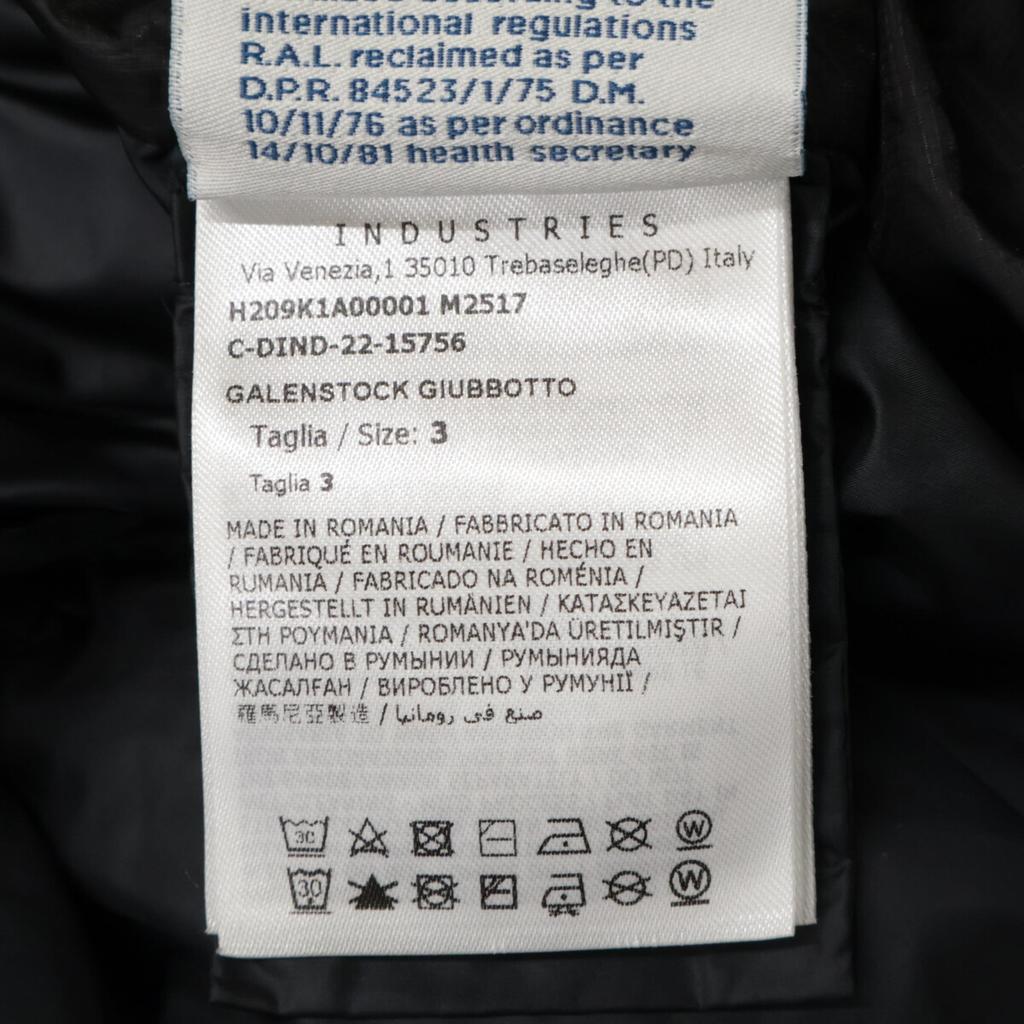 international regulations
R.A.L. reclaimed as per
D.P.R. 84523/1/75 D.M.
10/11/76 as per ordinance
14/10/81 health secretary
INDUSTRIES
Via Venezia,1 35010 Trebaseleghe(PD) Italy
H209K1A00001 M2517
C-DIND-22-15756
GALENSTOCK GIUBBOTTO
Taglia / Size: 3
Taglia 3
MADE IN ROMANIA / FABBRICATO IN ROMANIA
/ FABRIQUÉ EN ROUMANIE / HECHO EN
RUMANIA / FABRICADO NA ROMÉNIA /
HERGESTELLT IN RUMÄNIEN / ΚΑΤΑΣΚΕΥΑΖΕΤΑΙ
ΣΤΗ ΡΟΥΜΑΝΙΑ / ROMANYA'DA ÜRETILMIŞTIR /
СДЕЛАНО В РУМЫНИИ / РУМЫНИЯДА
ЖАСАЛҒАН / ВИРОБЛЕНО У РУМУНІЇ /
羅馬尼亞製造 / صنع في رومانيا
30 W
30 W